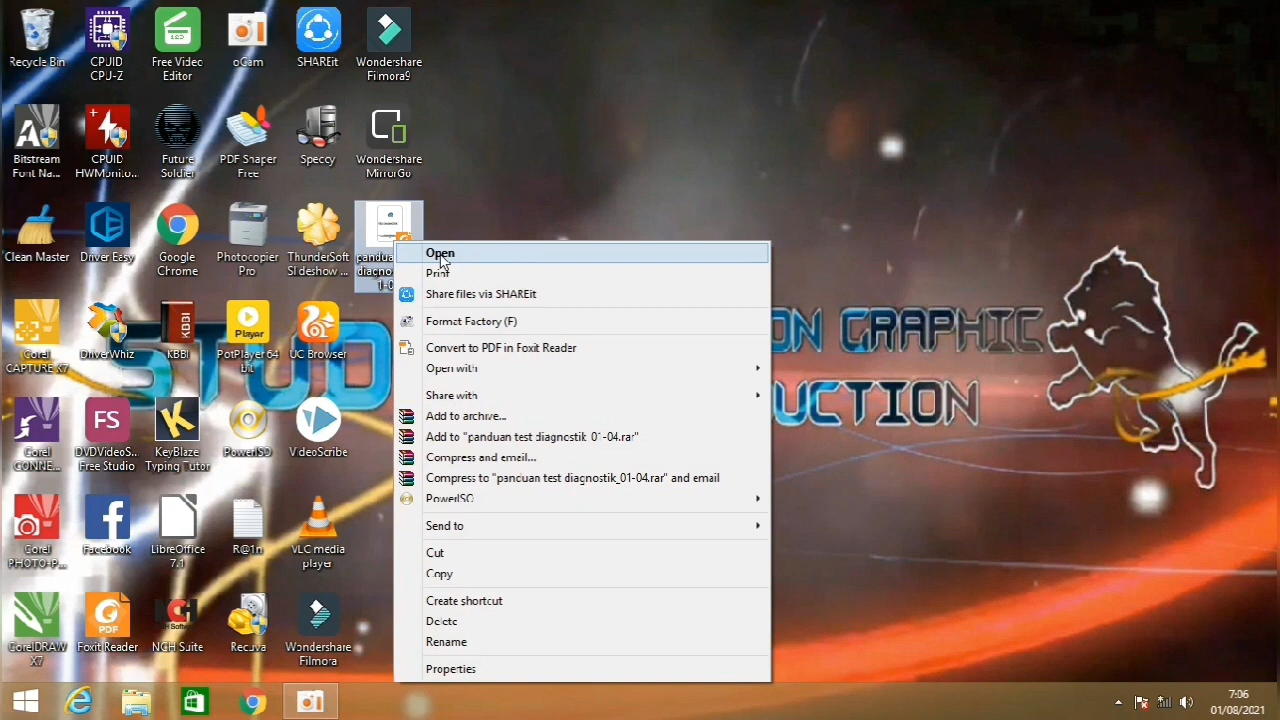 Recycle Bin
CPUID
CPU-Z
Free Video
Editor
oCam
SHAREit
Wondershare
Filmora9
Bitstream
Font Na...
CPUID
HWMonito...
Future
Soldier
PDF Shaper
Free
Speccy
Wondershare
MirrorGo
Clean Master
Driver Easy
Google
Chrome
Photocopier
Pro
ThunderSoft
Slideshow ...
Corel
CAPTURE X7
DriverWhiz
KBBI
PotPlayer 64
bit
UC Browser
Corel
CONNE...
DVDVideoS...
Free Studio
KeyBlaze
Typing Tutor
PowerISO
VideoScribe
Corel
PHOTO-P...
Facebook
LibreOffice
7.1
R@1n
VLC media
player
CorelDRAW
X7
Foxit Reader
NCH Suite
Recuva
Wondershare
Filmora
Open
Print
Share files via SHAREit
Format Factory (F)
Convert to PDF in Foxit Reader
Open with
Share with
Add to archive...
Add to "panduan test diagnostik_01-04.rar"
Compress and email...
Compress to "panduan test diagnostik_01-04.rar" and email
PowerISO
Send to
Cut
Copy
Create shortcut
Delete
Rename
Properties
STUD
ON GRAPHIC
UCTION
7:06
01/08/2021